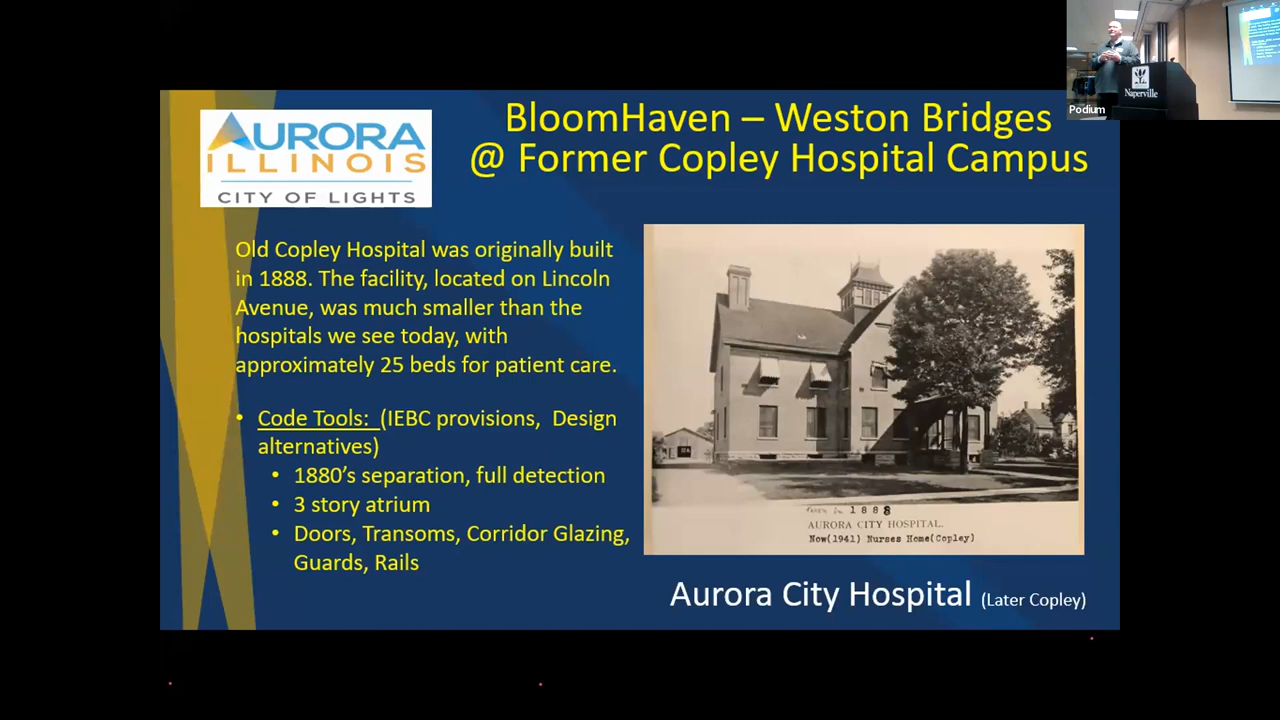 AURORA
ILLINOIS
CITY OF LIGHTS
BloomHaven – Weston Bridges
@ Former Copley Hospital Campus
Old Copley Hospital was originally built
in 1888. The facility, located on Lincoln
Avenue, was much smaller than the
hospitals we see today, with
approximately 25 beds for patient care.
• Code Tools: (IEBC provisions, Design
alternatives)
• 1880's separation, full detection
• 3 story atrium
• Doors, Transoms, Corridor Glazing,
Guards, Rails
1888
AURORA CITY HOSPITAL.
Now(1941) Nurses Home(Copley)
Aurora City Hospital (Later Copley)
Naperville
Podium